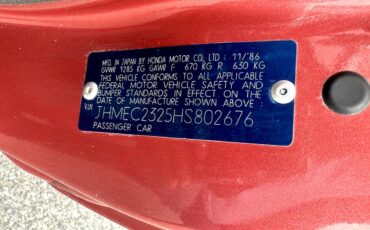 MFD. IN JAPAN BY HONDA MOTOR CO., LTD.: 11/'86
GVWR 1285 KG GAWR F 670 KG R 630 KG
THIS VEHICLE CONFORMS TO ALL APPLICABLE
FEDERAL MOTOR VEHICLE SAFETY AND
BUMPER STANDARDS IN EFFECT ON THE
DATE OF MANUFACTURE SHOWN ABOVE:
VIN JHMEC2325HS802676
PASSENGER CAR